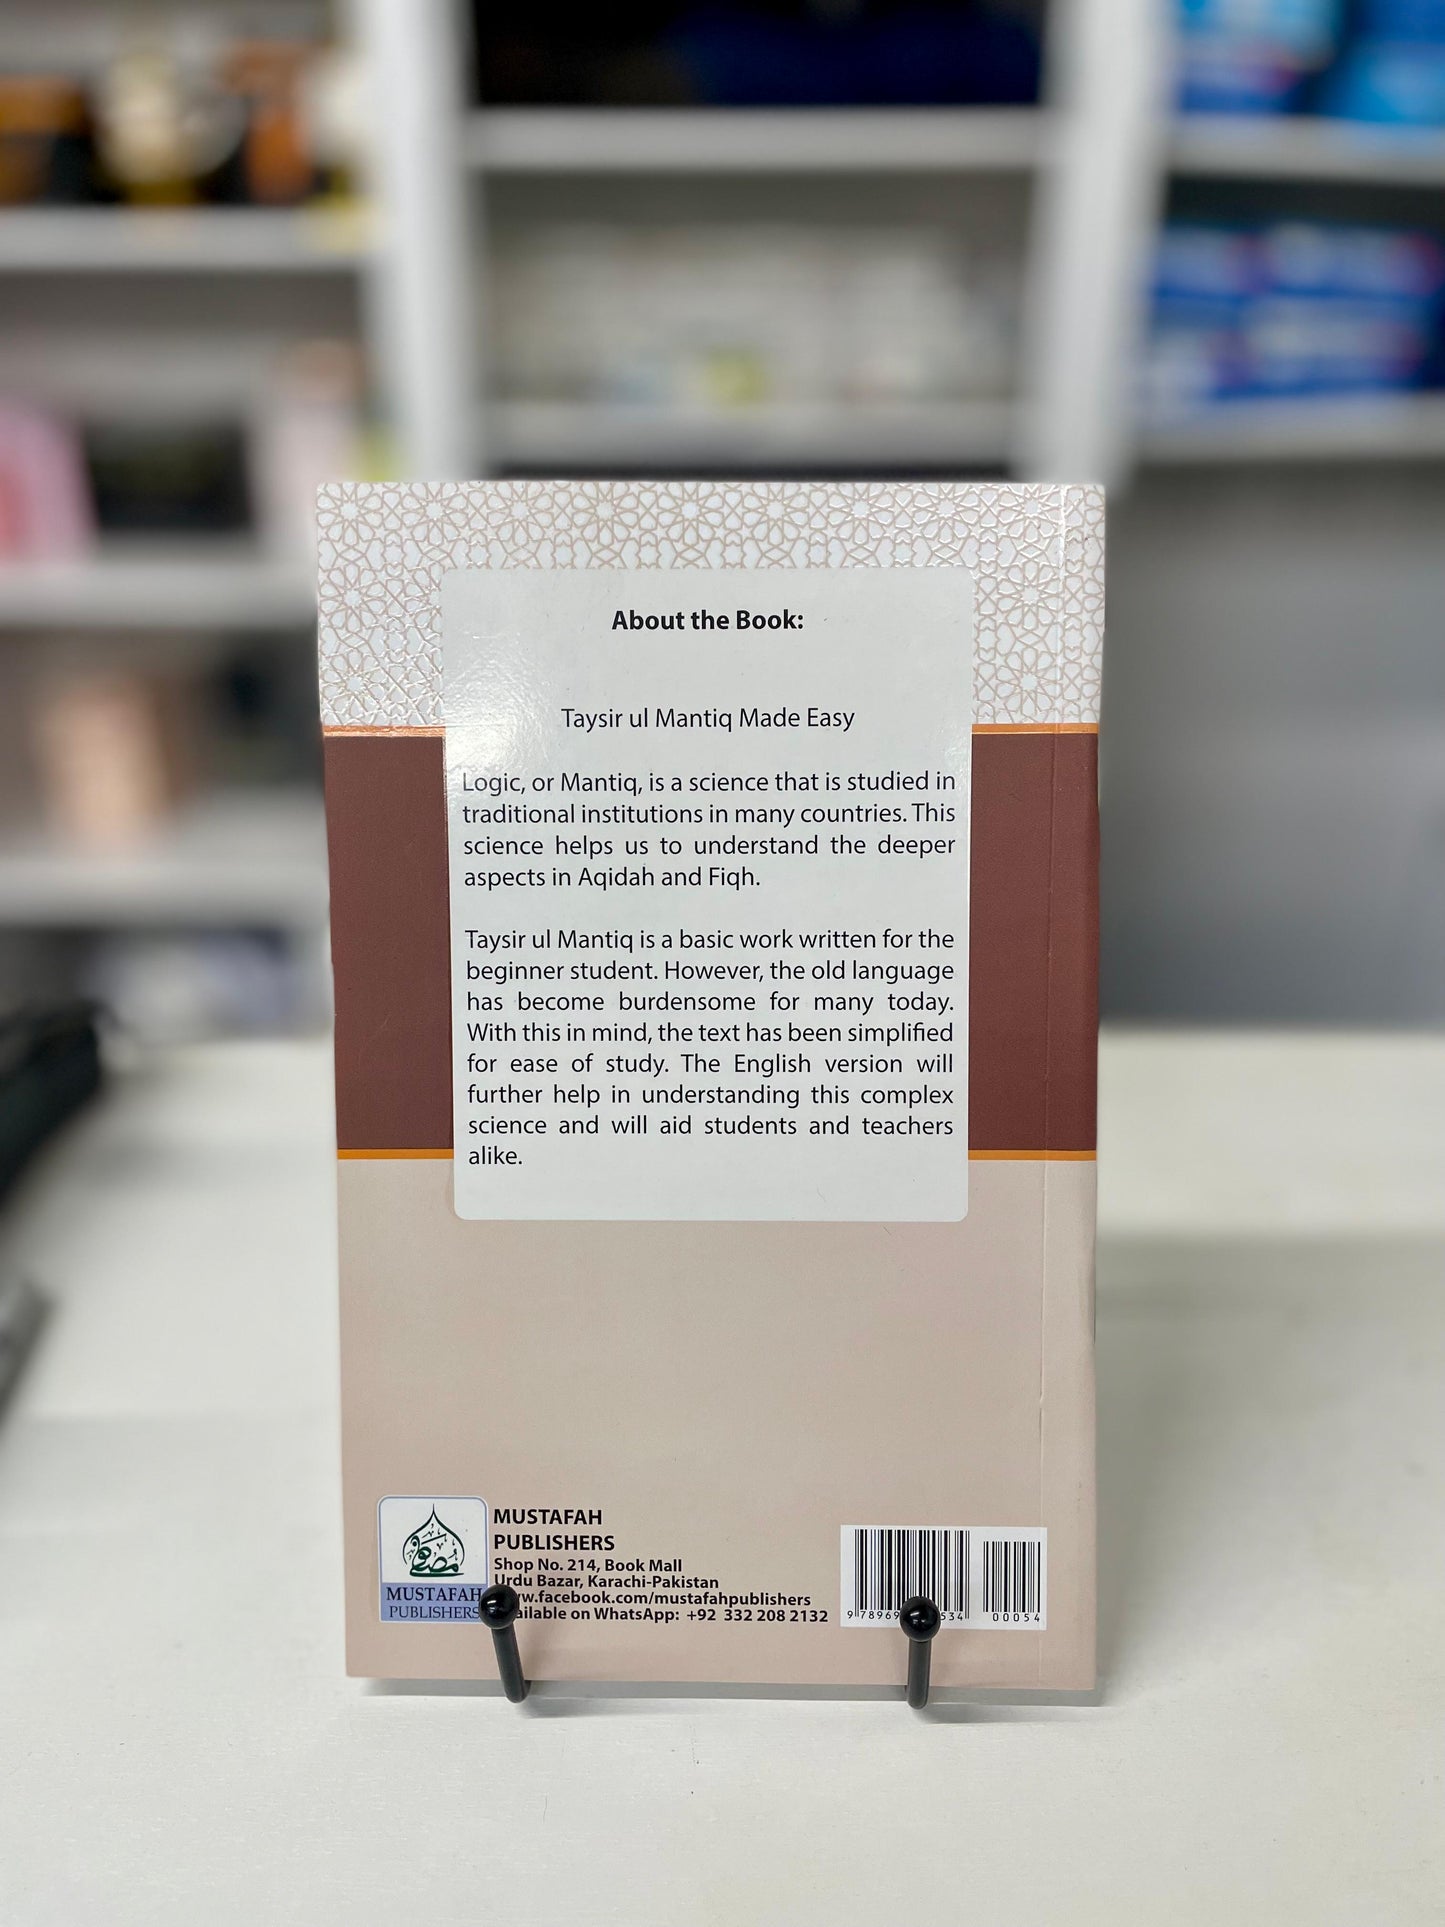 About the Book:
Taysir ul Mantiq Made Easy
Logic, or Mantiq, is a science that is studied in
traditional institutions in many countries. This
science helps us to understand the deeper
aspects in Aqidah and Fiqh.
Taysir ul Mantiq is a basic work written for the
beginner student. However, the old language
has become burdensome for many today.
With this in mind, the text has been simplified
for ease of study. The English version will
further help in understanding this complex
science and will aid students and teachers
alike.
مصطفى
MUSTAFAH
PUBLISHERS
MUSTAFAH
PUBLISHERS
Shop No. 214, Book Mall
Urdu Bazar, Karachi-Pakistan
on WhatsApp: +92 332 208 2132
00054